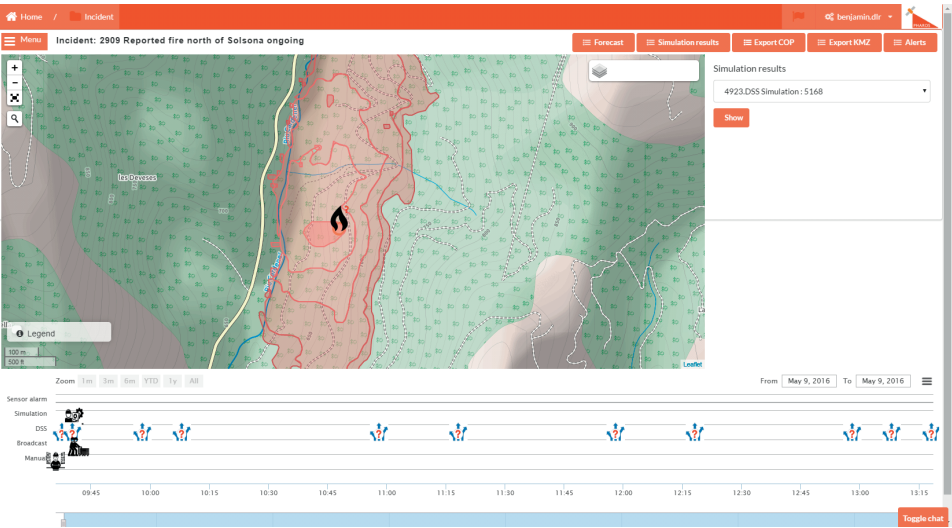 Home / Incident
benjamin.dlr
PHAROS
Menu
Incident: 2909 Reported fire north of Solsona ongoing
Forecast
Simulation results
Export COP
Export KMZ
Alerts
+
-
les Deveses
Legend
100 m
500 ft
Leaflet
Simulation results
4923.DSS Simulation : 5168
Show
Zoom 1m 3m 6m YTD 1y All
From May 9, 2016 To May 9, 2016
Sensor alarm
Simulation
DSS
Broadcast
Manual
09:45 10:00 10:15 10:30 10:45 11:00 11:15 11:30 11:45 12:00 12:15 12:30 12:45 13:00 13:15
Toggle chat